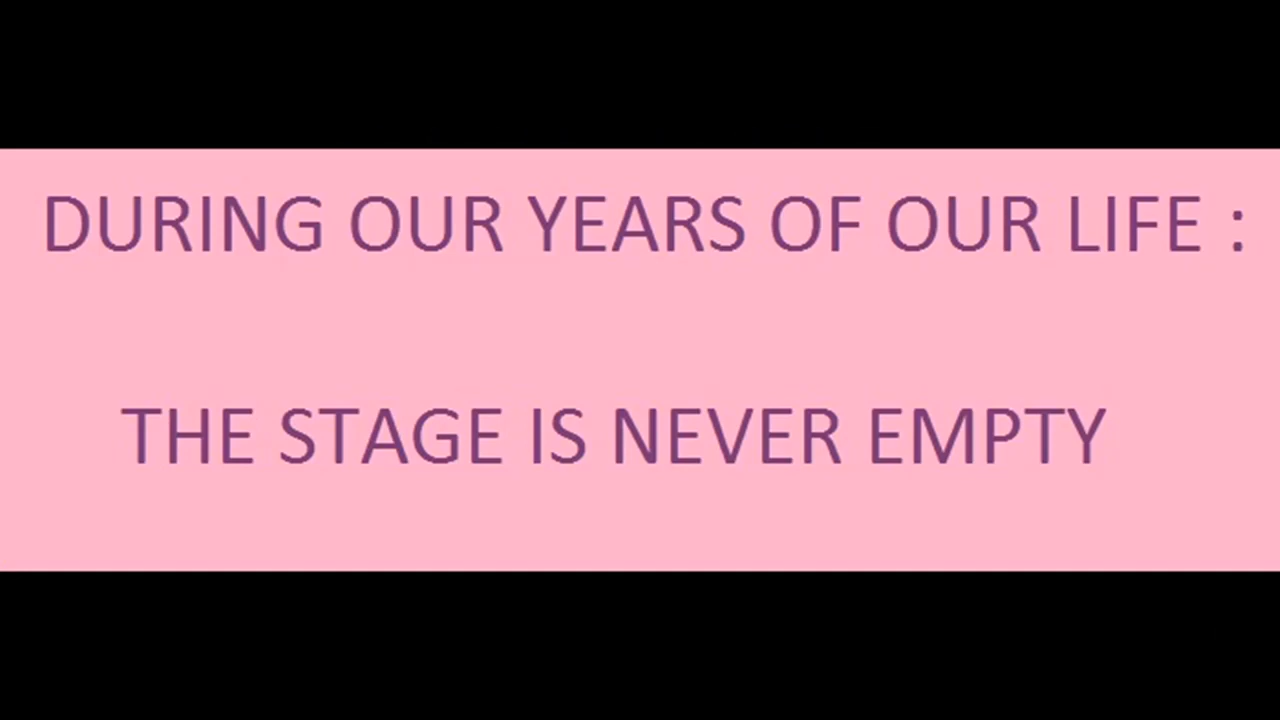 DURING OUR YEARS OF OUR LIFE :
THE STAGE IS NEVER EMPTY